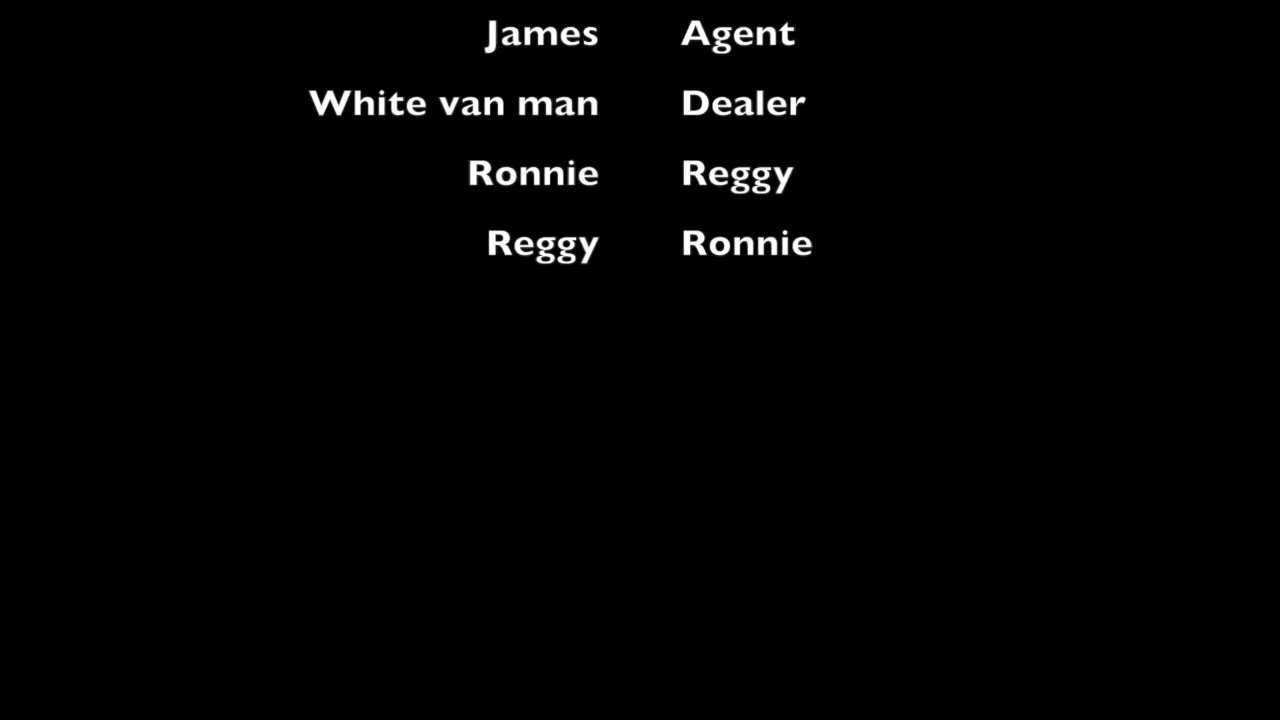 James Agent
White van man Dealer
Ronnie Reggy
Reggy Ronnie